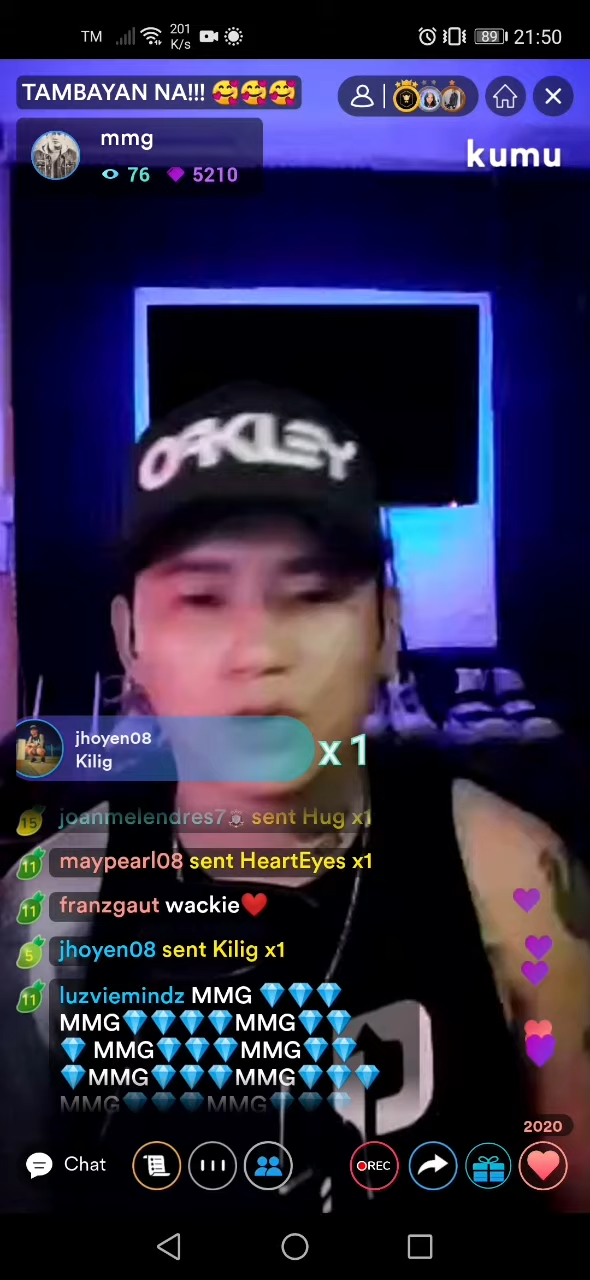 TM 201 K/s 89 21:50
TAMBAYAN NA!!! 🥰🥰🥰
mmg
76 5210
kumu
OAKLEY
jhoyen08
Kilig
x 1
15 joanmelendres7 sent Hug x1
11 maypearl08 sent HeartEyes x1
11 franzgaut wackie❤️
5 jhoyen08 sent Kilig x1
11 luzviemindz MMG 💎💎💎
MMG💎💎💎💎MMG💎💎
💎 MMG💎💎💎MMG💎💎
💎MMG💎💎💎MMG💎💎💎
MMG💎💎💎MMG💎💎💎
2020
Chat
REC